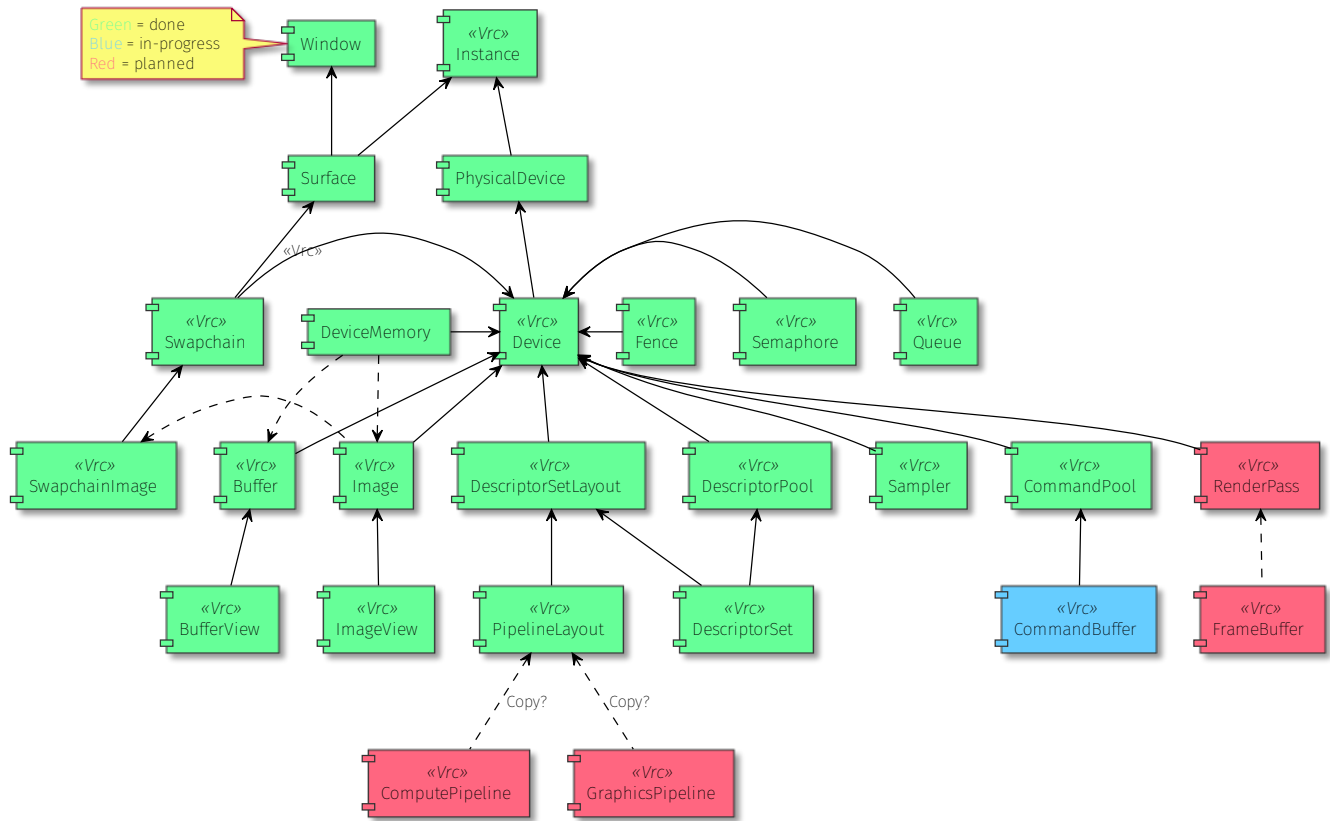 Green = done
Blue = in-progress
Red = planned
Window
«Vrc»
Instance
Surface
PhysicalDevice
«Vrc»
«Vrc»
Swapchain
DeviceMemory
«Vrc»
Device
«Vrc»
Fence
«Vrc»
Semaphore
«Vrc»
Queue
«Vrc»
SwapchainImage
«Vrc»
Buffer
«Vrc»
Image
«Vrc»
DescriptorSetLayout
«Vrc»
DescriptorPool
«Vrc»
Sampler
«Vrc»
CommandPool
«Vrc»
RenderPass
«Vrc»
BufferView
«Vrc»
ImageView
«Vrc»
PipelineLayout
«Vrc»
DescriptorSet
«Vrc»
CommandBuffer
«Vrc»
FrameBuffer
Copy?
Copy?
«Vrc»
ComputePipeline
«Vrc»
GraphicsPipeline